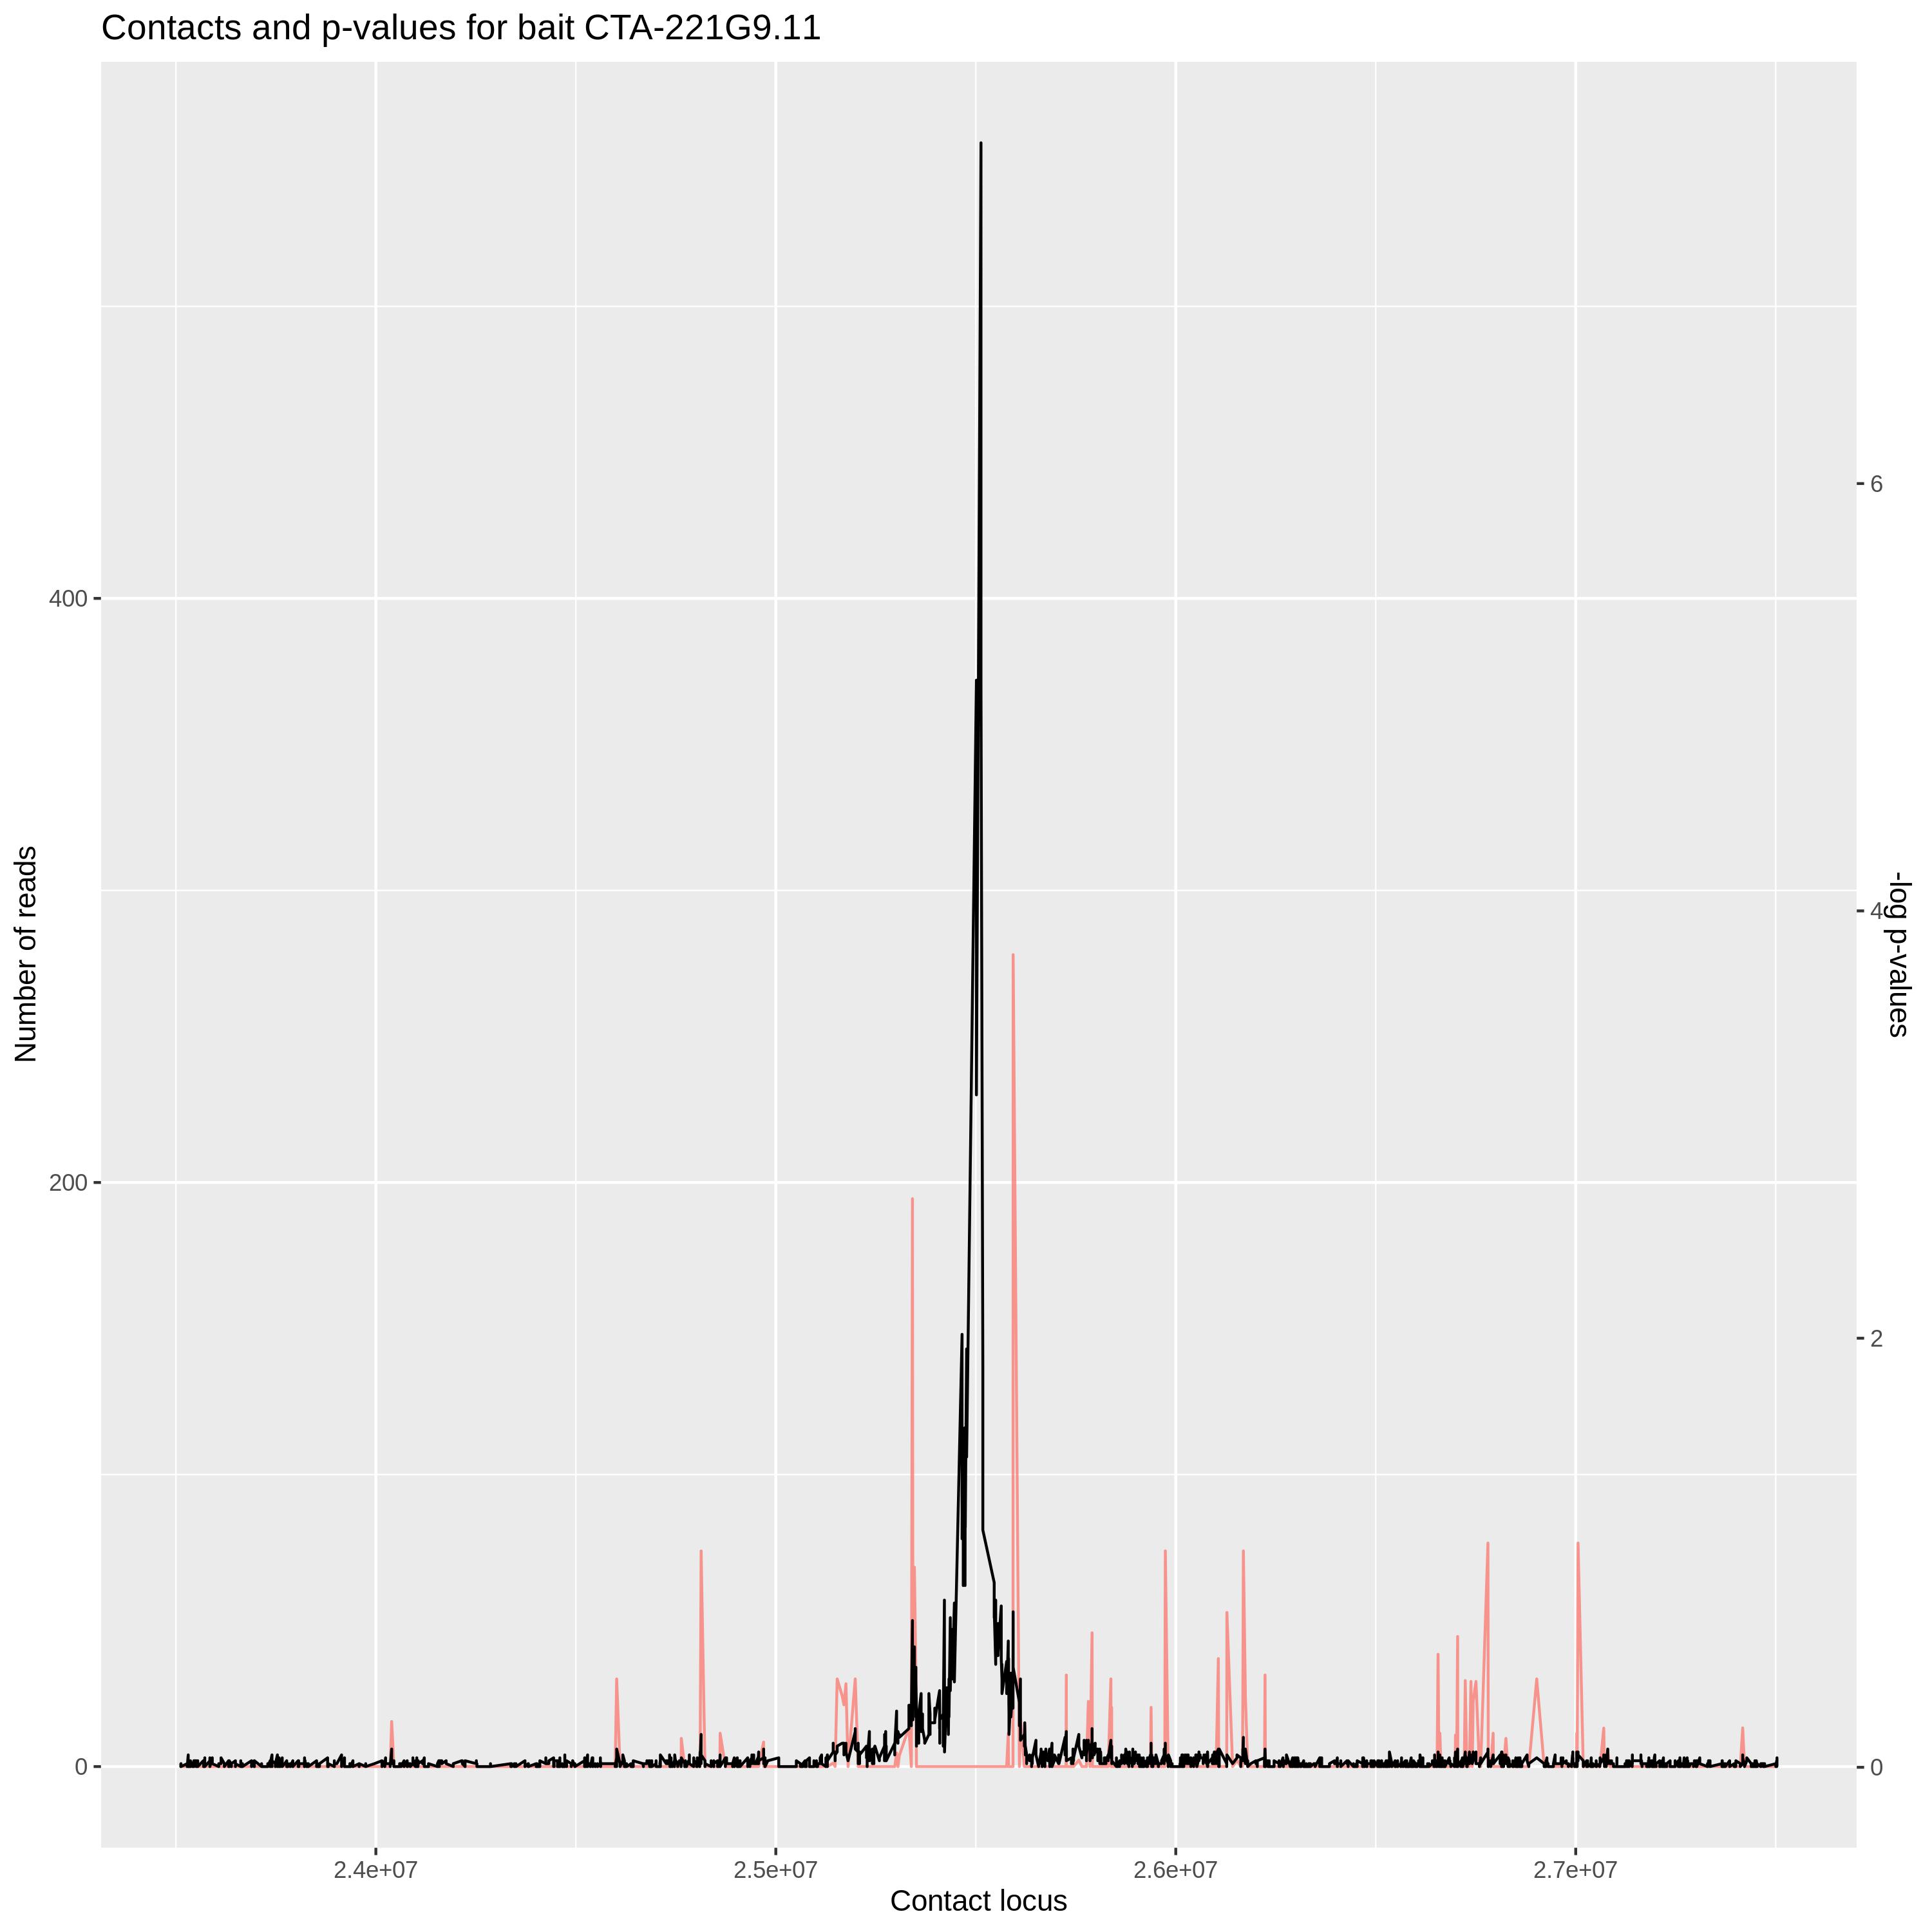 Contacts and p-values for bait CTA-221G9.11
Number of reads
400
200
0
6
4
2
0
-log p-values
2.4e+07 2.5e+07 2.6e+07 2.7e+07
Contact locus